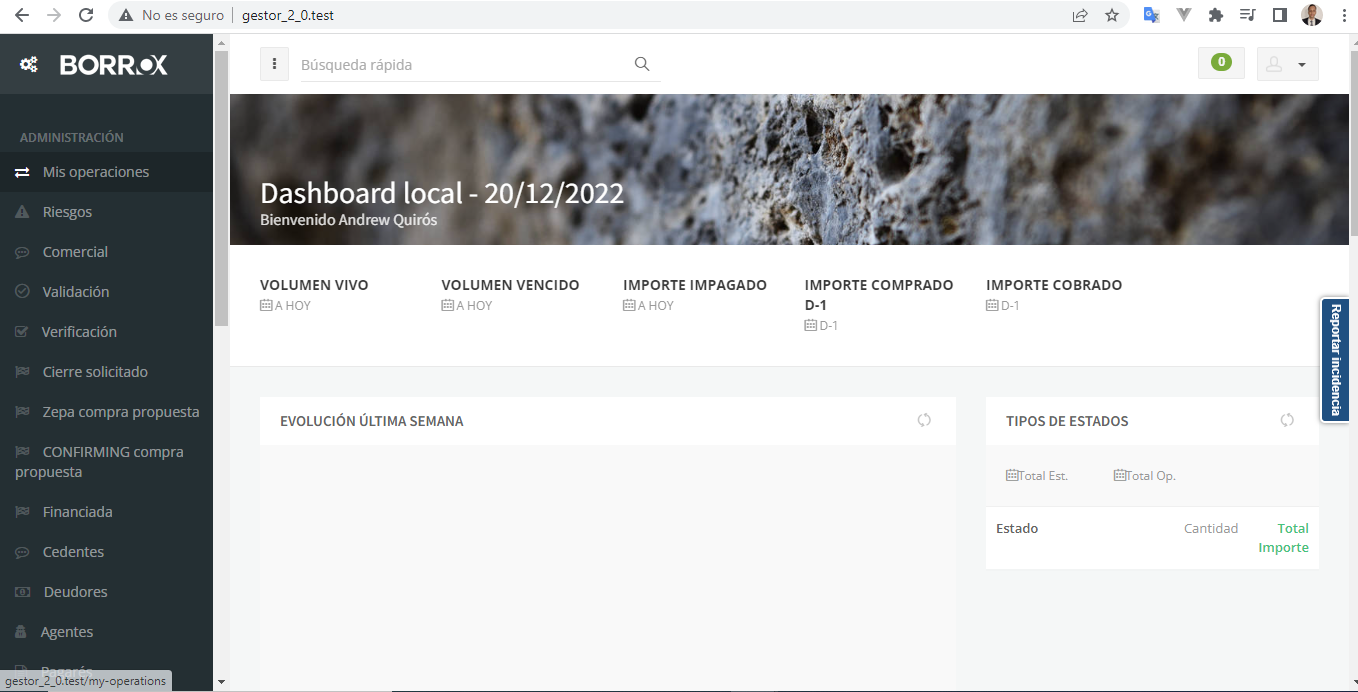 No es seguro
gestor_2_0.test
BORROX
Búsqueda rápida
0
ADMINISTRACIÓN
Mis operaciones
Riesgos
Comercial
Validación
Verificación
Cierre solicitado
Zepa compra propuesta
CONFIRMING compra
propuesta
Financiada
Cedentes
Deudores
Agentes
Pagarés
gestor_2_0.test/my-operations
Dashboard local - 20/12/2022
Bienvenido Andrew Quirós
VOLUMEN VIVO
A HOY
VOLUMEN VENCIDO
A HOY
IMPORTE IMPAGADO
A HOY
IMPORTE COMPRADO
D-1
D-1
IMPORTE COBRADO
D-1
Reportar incidencia
EVOLUCIÓN ÚLTIMA SEMANA
TIPOS DE ESTADOS
Total Est.
Total Op.
Estado
Cantidad
Total
Importe